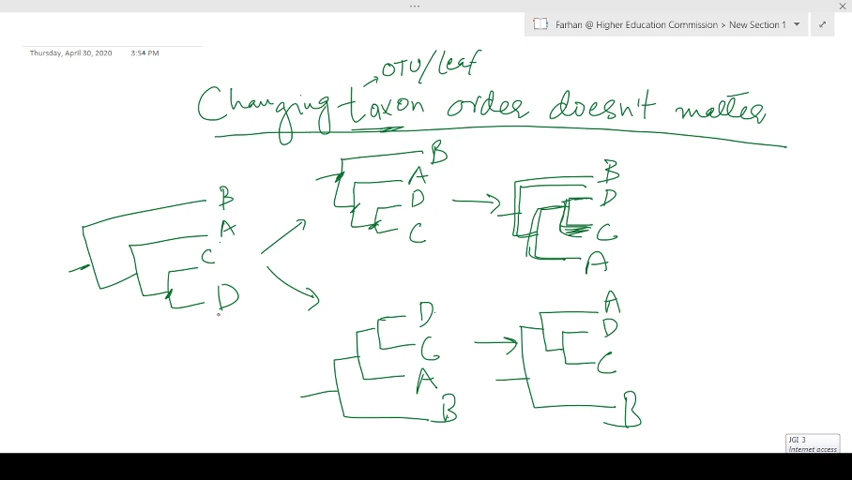 Farhan @ Higher Education Commission > New Section 1
Thursday, April 30, 2020 3:54 PM
OTU/leaf
Changing taxon order doesn't matter
B
A
D
C
B
D
C
A
B
A
C
D
D
C
A
B
A
D
C
B
JGI 3
Internet access